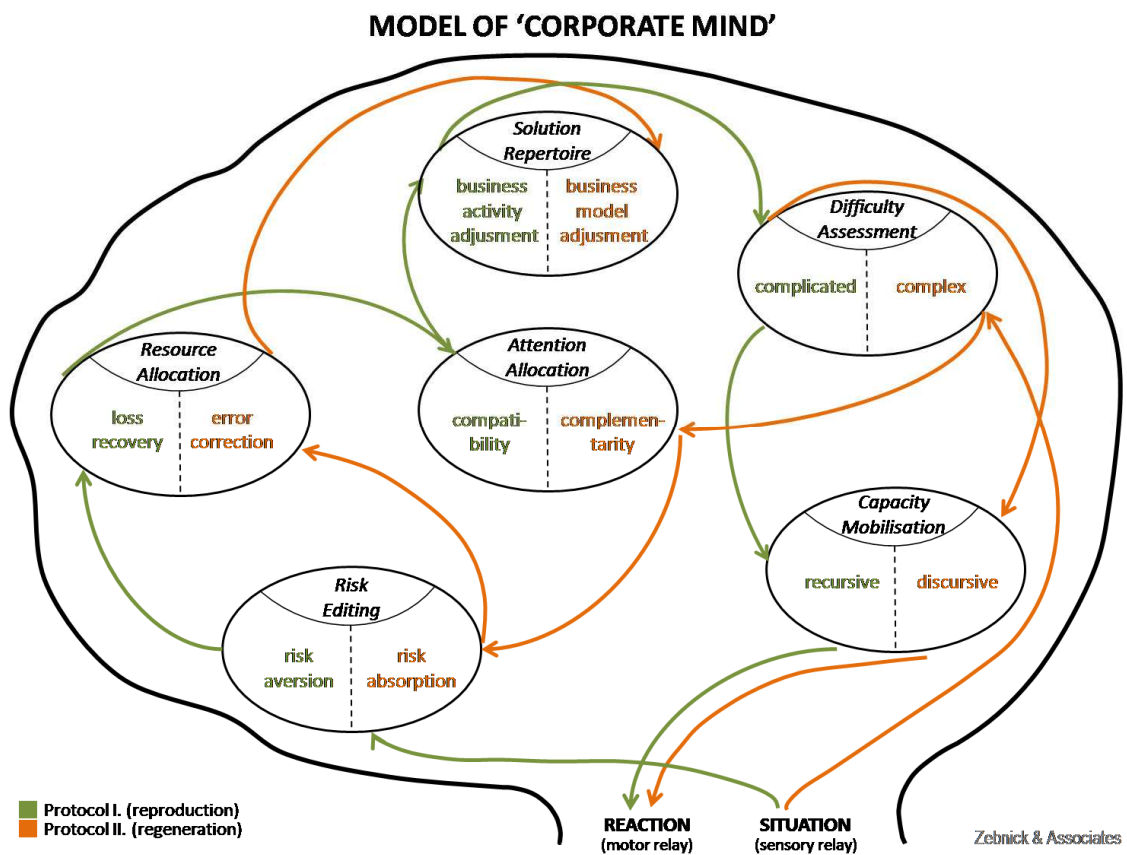 MODEL OF ‘CORPORATE MIND’
Solution
Repertoire
business
activity
adjusment
business
model
adjusment
Difficulty
Assessment
complicated
complex
Resource
Allocation
loss
recovery
error
correction
Attention
Allocation
compati-
bility
complemen-
tarity
Capacity
Mobilisation
recursive
discursive
Risk
Editing
risk
aversion
risk
absorption
Protocol I. (reproduction)
Protocol II. (regeneration)
REACTION
(motor relay)
SITUATION
(sensory relay)
Zebnick & Associates